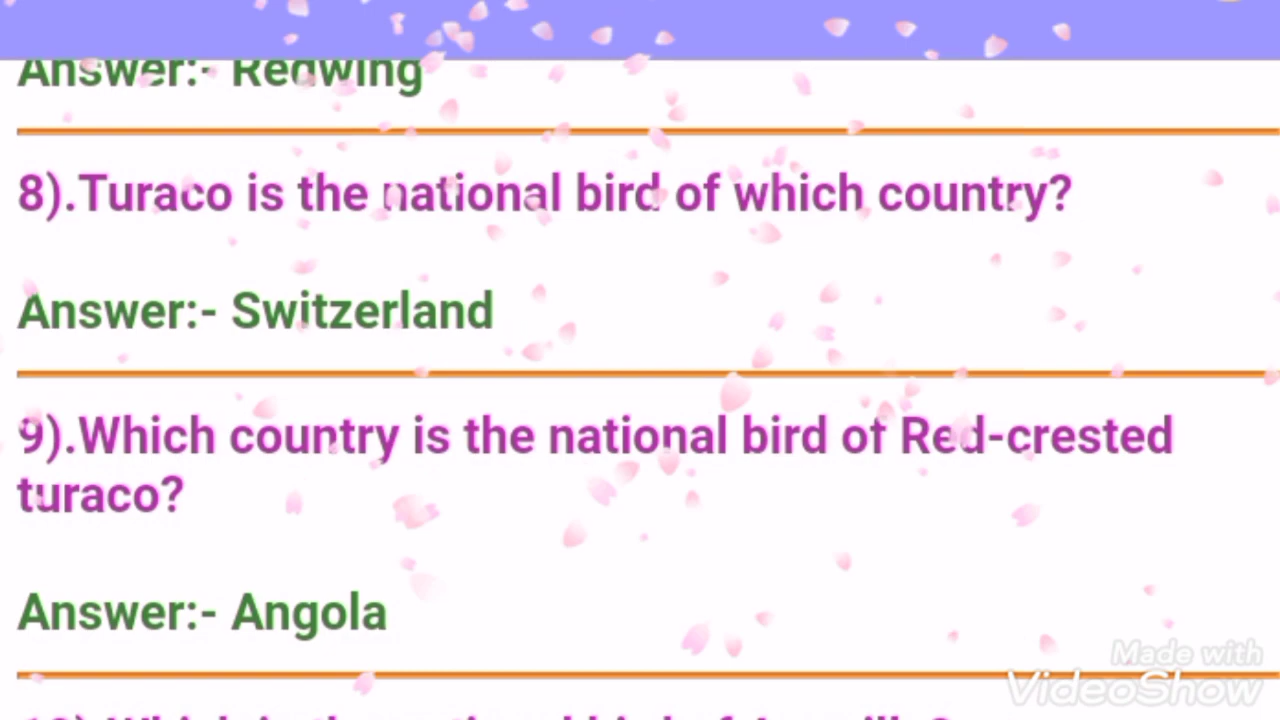 Answer:- Redwing
8).Turaco is the national bird of which country?
Answer:- Switzerland
9).Which country is the national bird of Red-crested
turaco?
Answer:- Angola
Made with
VideoShow